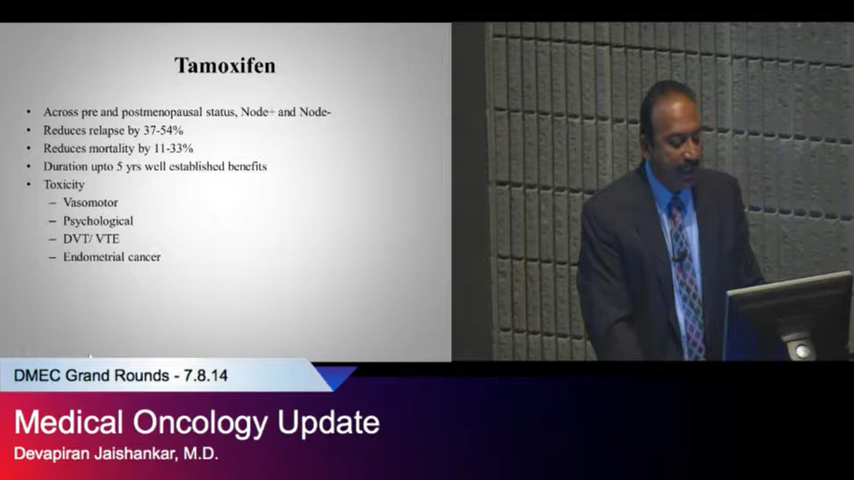 Tamoxifen
• Across pre and postmenopausal status, Node+ and Node-
• Reduces relapse by 37-54%
• Reduces mortality by 11-33%
• Duration upto 5 yrs well established benefits
• Toxicity
– Vasomotor
– Psychological
– DVT/ VTE
– Endometrial cancer
DMEC Grand Rounds - 7.8.14
Medical Oncology Update
Devapiran Jaishankar, M.D.